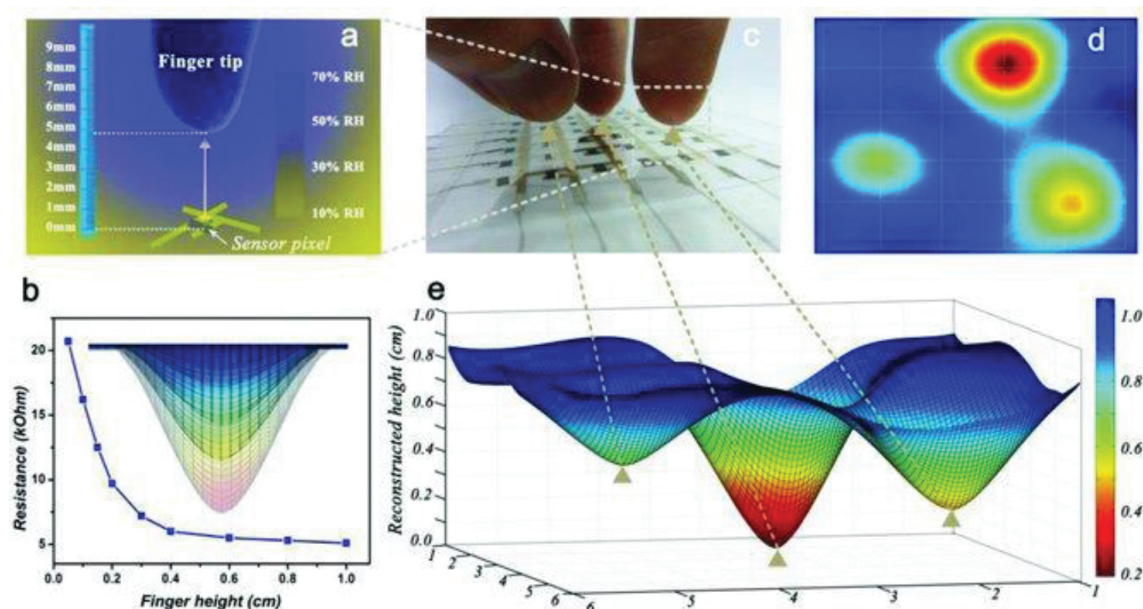 a
9mm
8mm
7mm
6mm
5mm
4mm
3mm
2mm
1mm
0mm
Finger tip
70% RH
50% RH
30% RH
10% RH
Sensor pixel
c
d
b
Resistance (kOhm)
20
15
10
5
0.0 0.2 0.4 0.6 0.8 1.0
Finger height (cm)
e
Reconstructed height (cm)
1.0
0.8
0.6
0.4
0.2
0.0
1 2 3 4 5 6
5 4 3 2 1
1.0
0.8
0.6
0.4
0.2